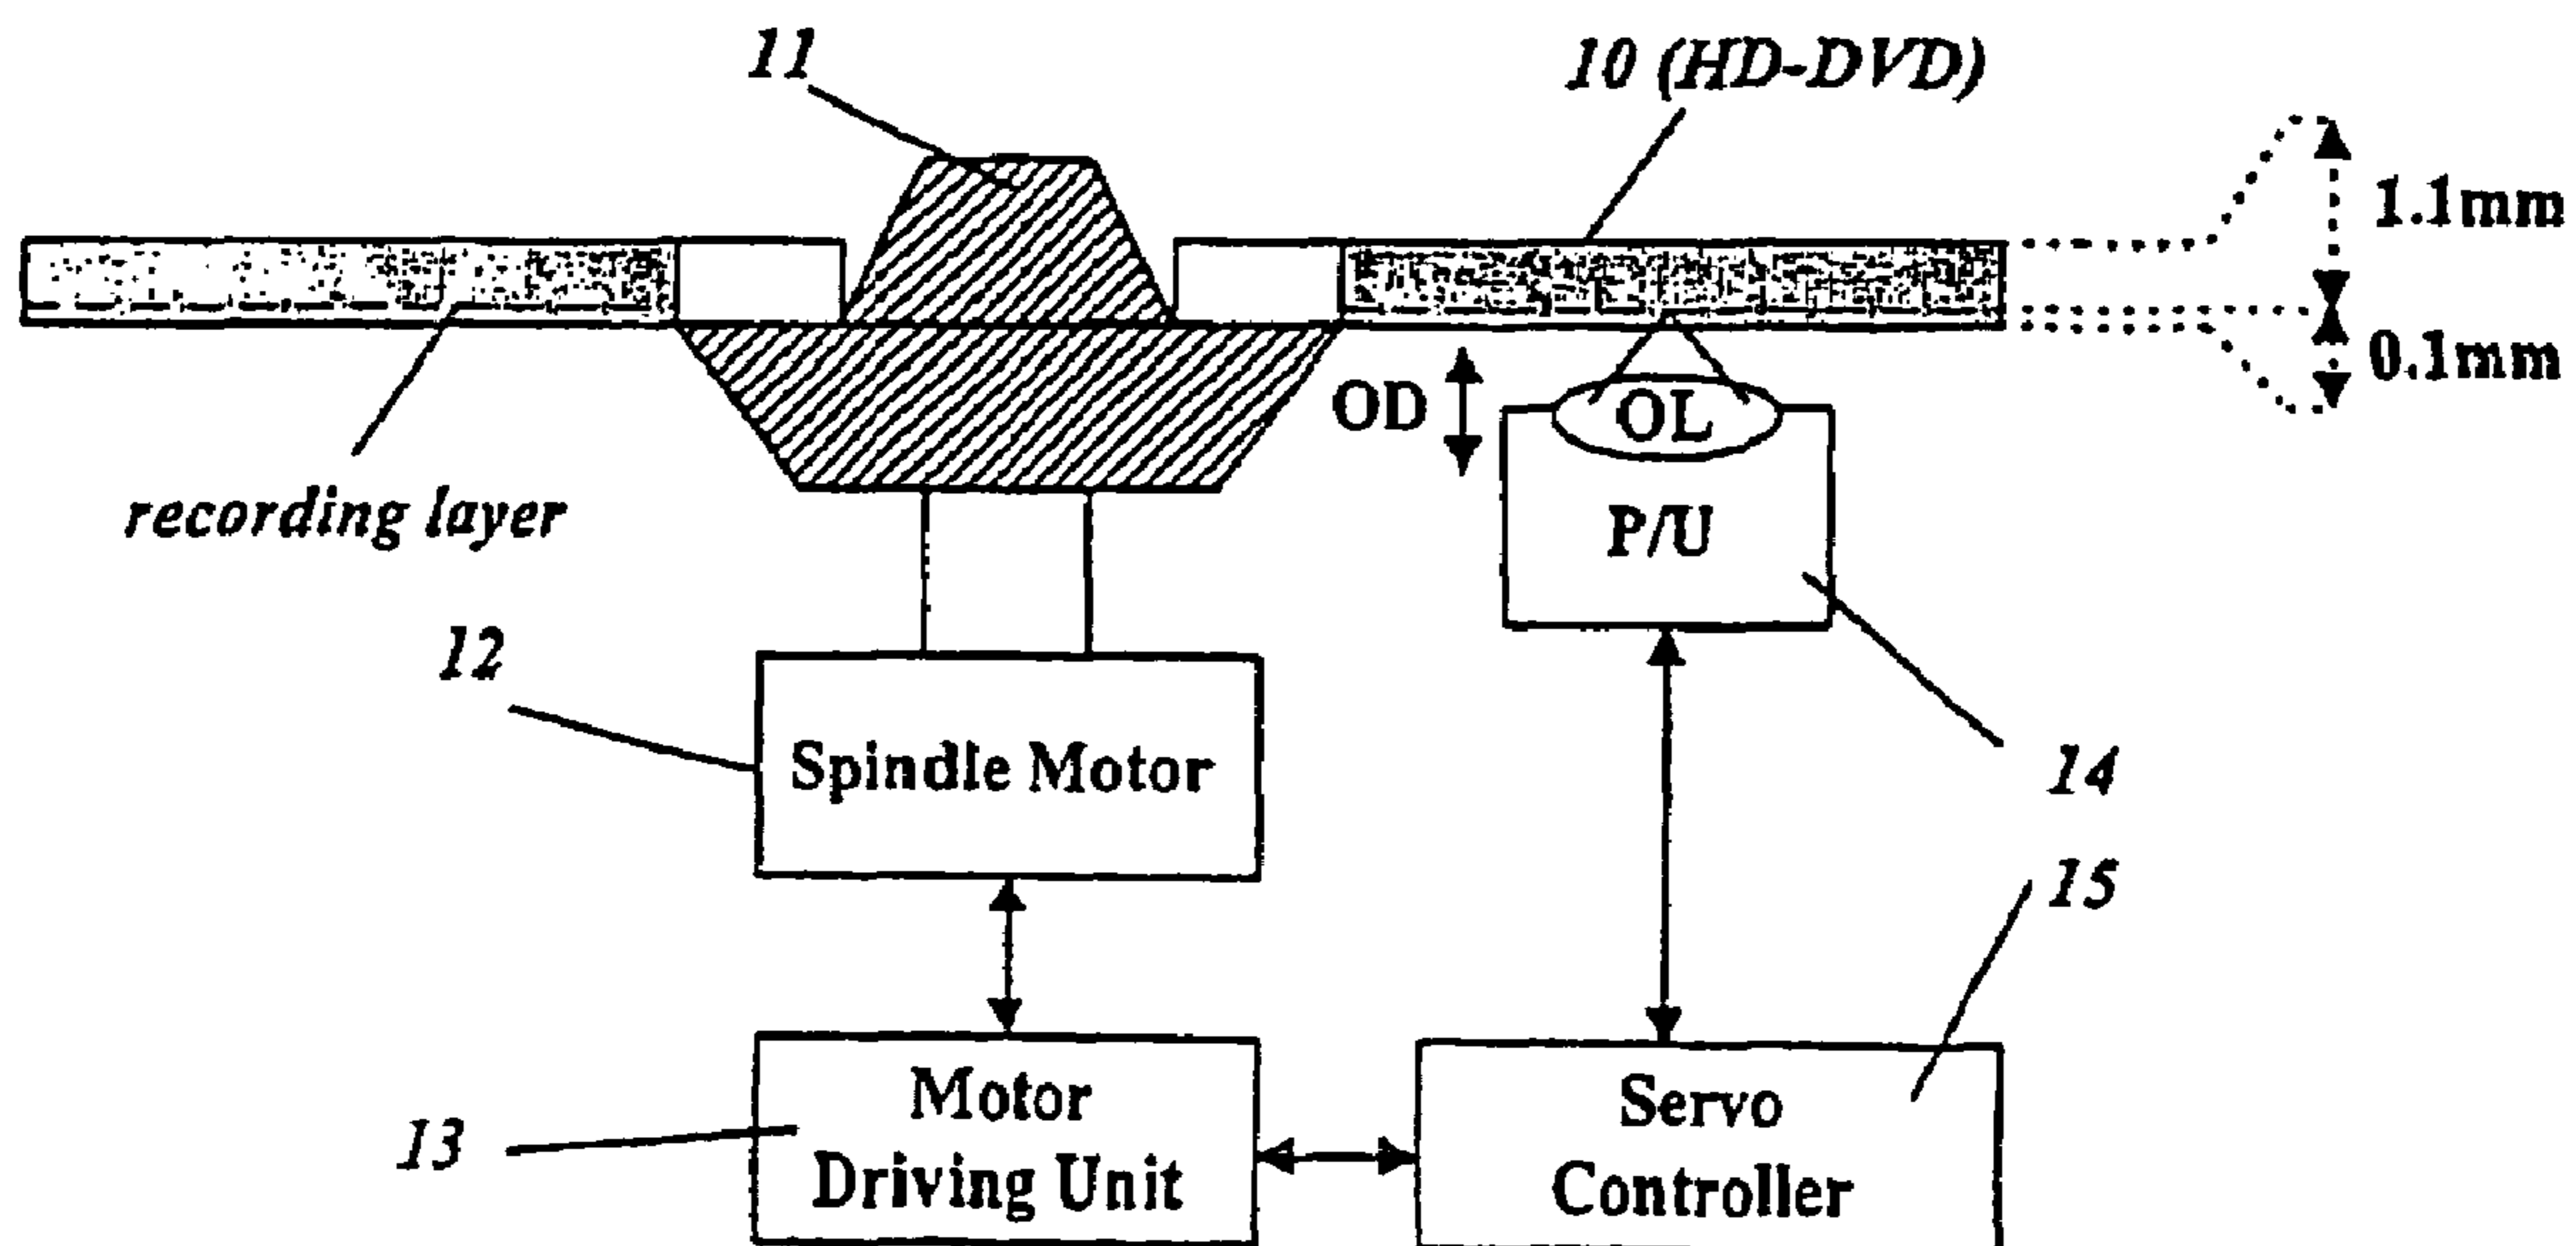 11
10 (HD-DVD)
1.1mm
0.1mm
OD
OL
P/U
recording layer
12
Spindle Motor
14
15
13
Motor
Driving Unit
Servo
Controller